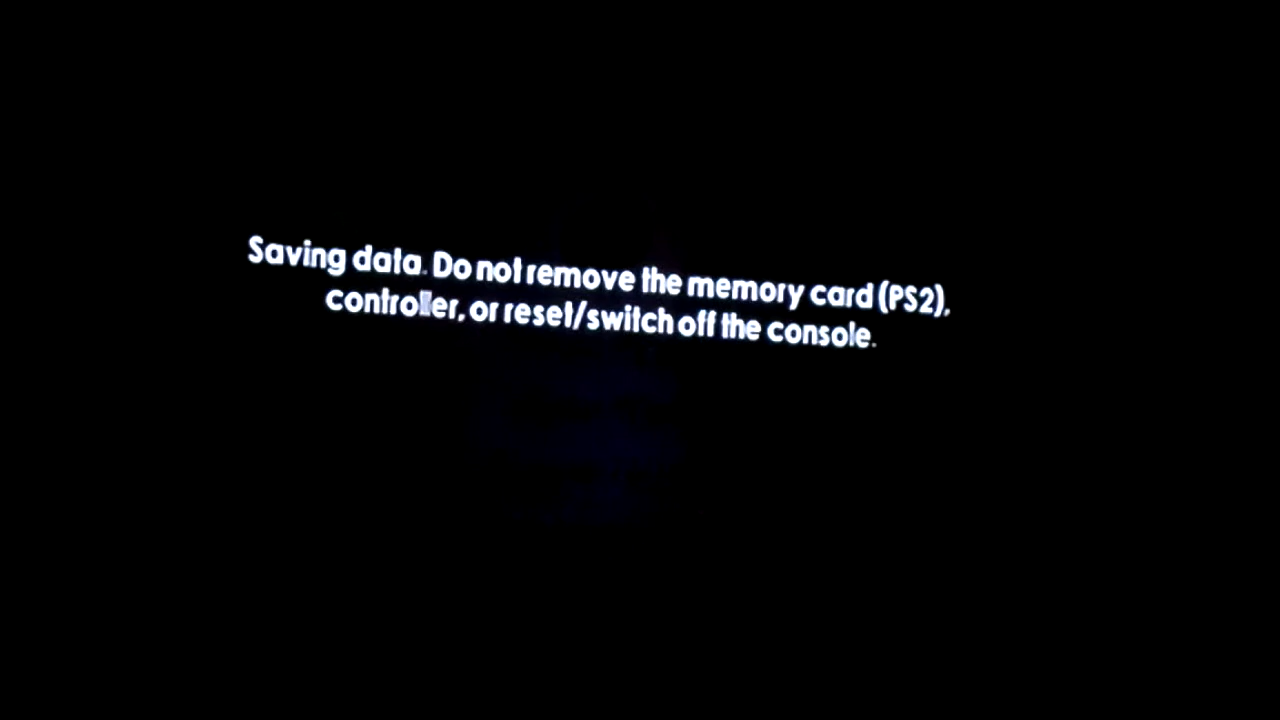 Saving data. Do not remove the memory card (PS2),
controller, or reset/switch off the console.